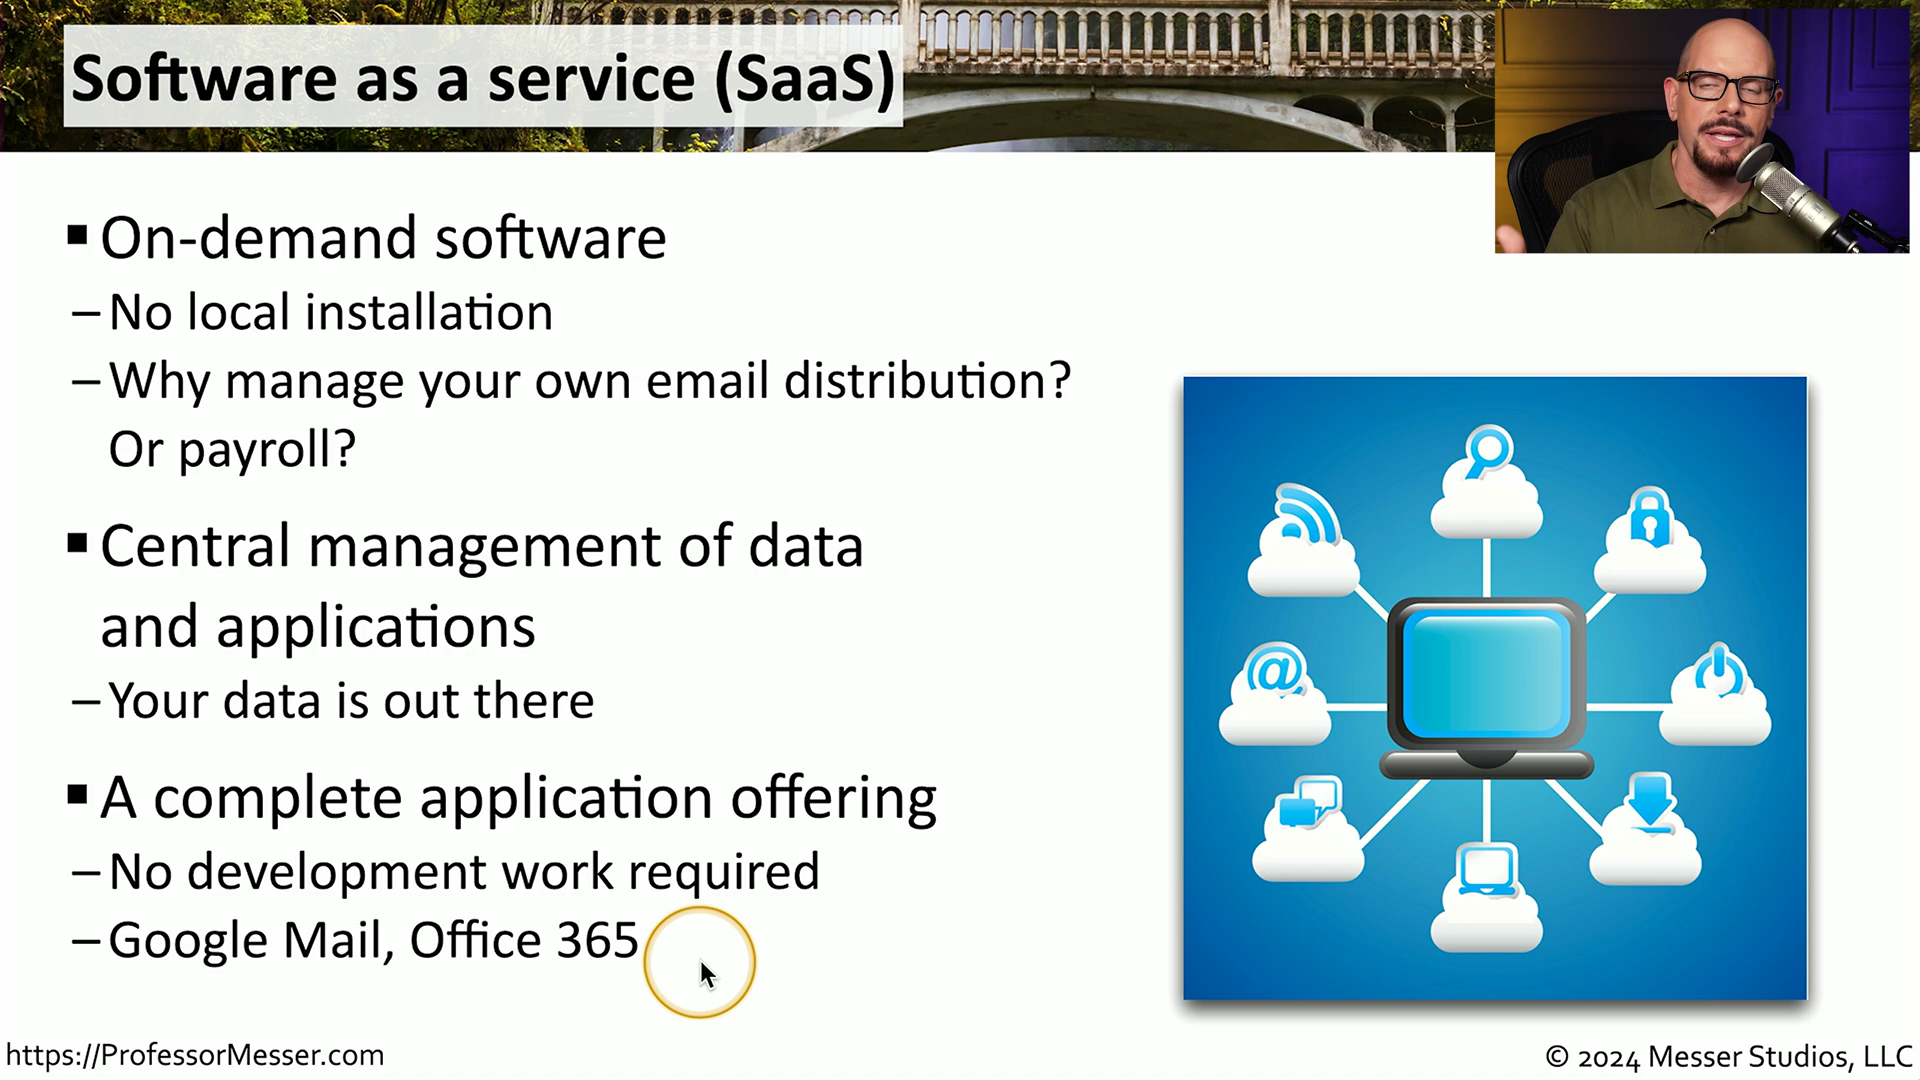 Software as a service (SaaS)
▪ On-demand software
– No local installation
– Why manage your own email distribution?
Or payroll?
▪ Central management of data
and applications
– Your data is out there
▪ A complete application offering
– No development work required
– Google Mail, Office 365
@
https://ProfessorMesser.com
© 2024 Messer Studios, LLC